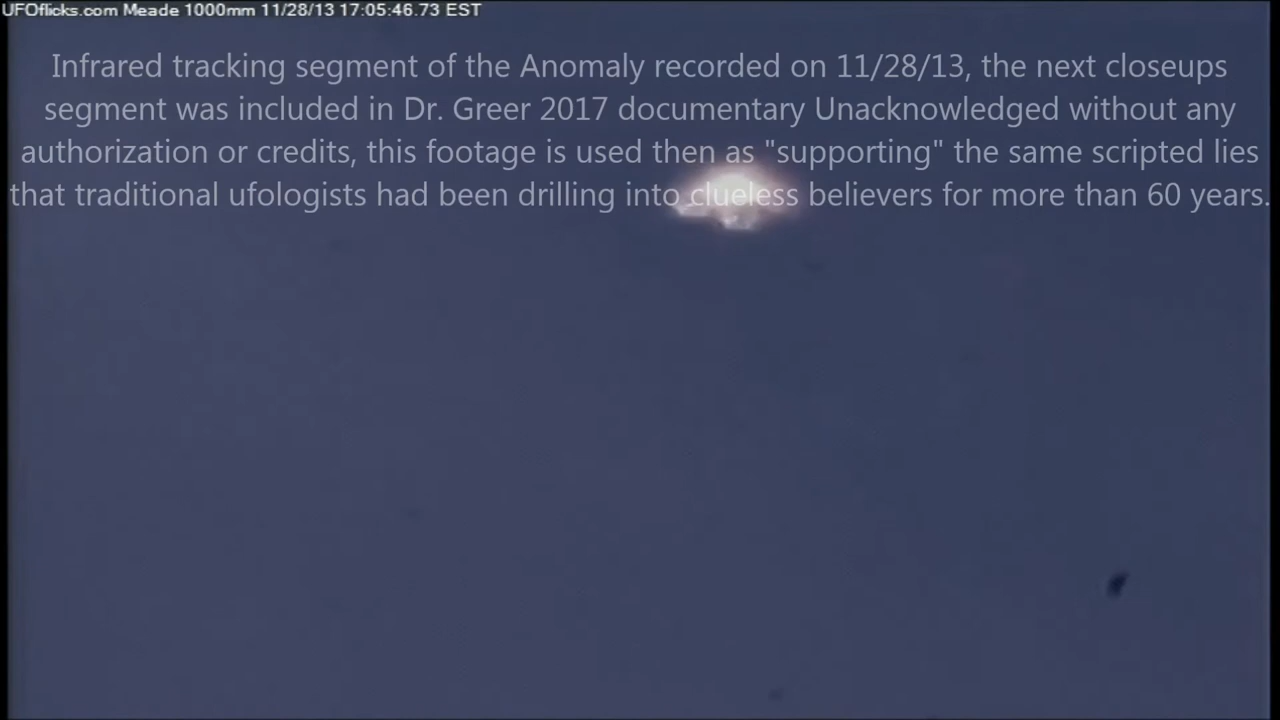 UFOflicks.com Meade 1000mm 11/28/13 17:05:46.73 EST
Infrared tracking segment of the Anomaly recorded on 11/28/13, the next closeups
segment was included in Dr. Greer 2017 documentary Unacknowledged without any
authorization or credits, this footage is used then as "supporting" the same scripted lies
that traditional ufologists had been drilling into clueless believers for more than 60 years.